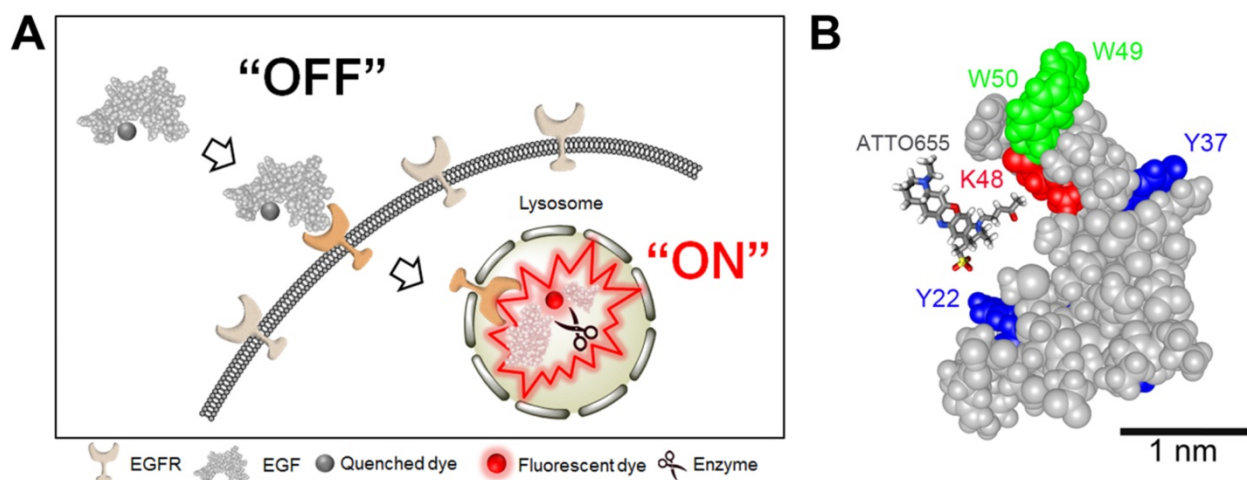 A
"OFF"
Lysosome
"ON"
EGFR
EGF
Quenched dye
Fluorescent dye
Enzyme
B
W49
W50
Y37
ATTO655
K48
Y22
1 nm